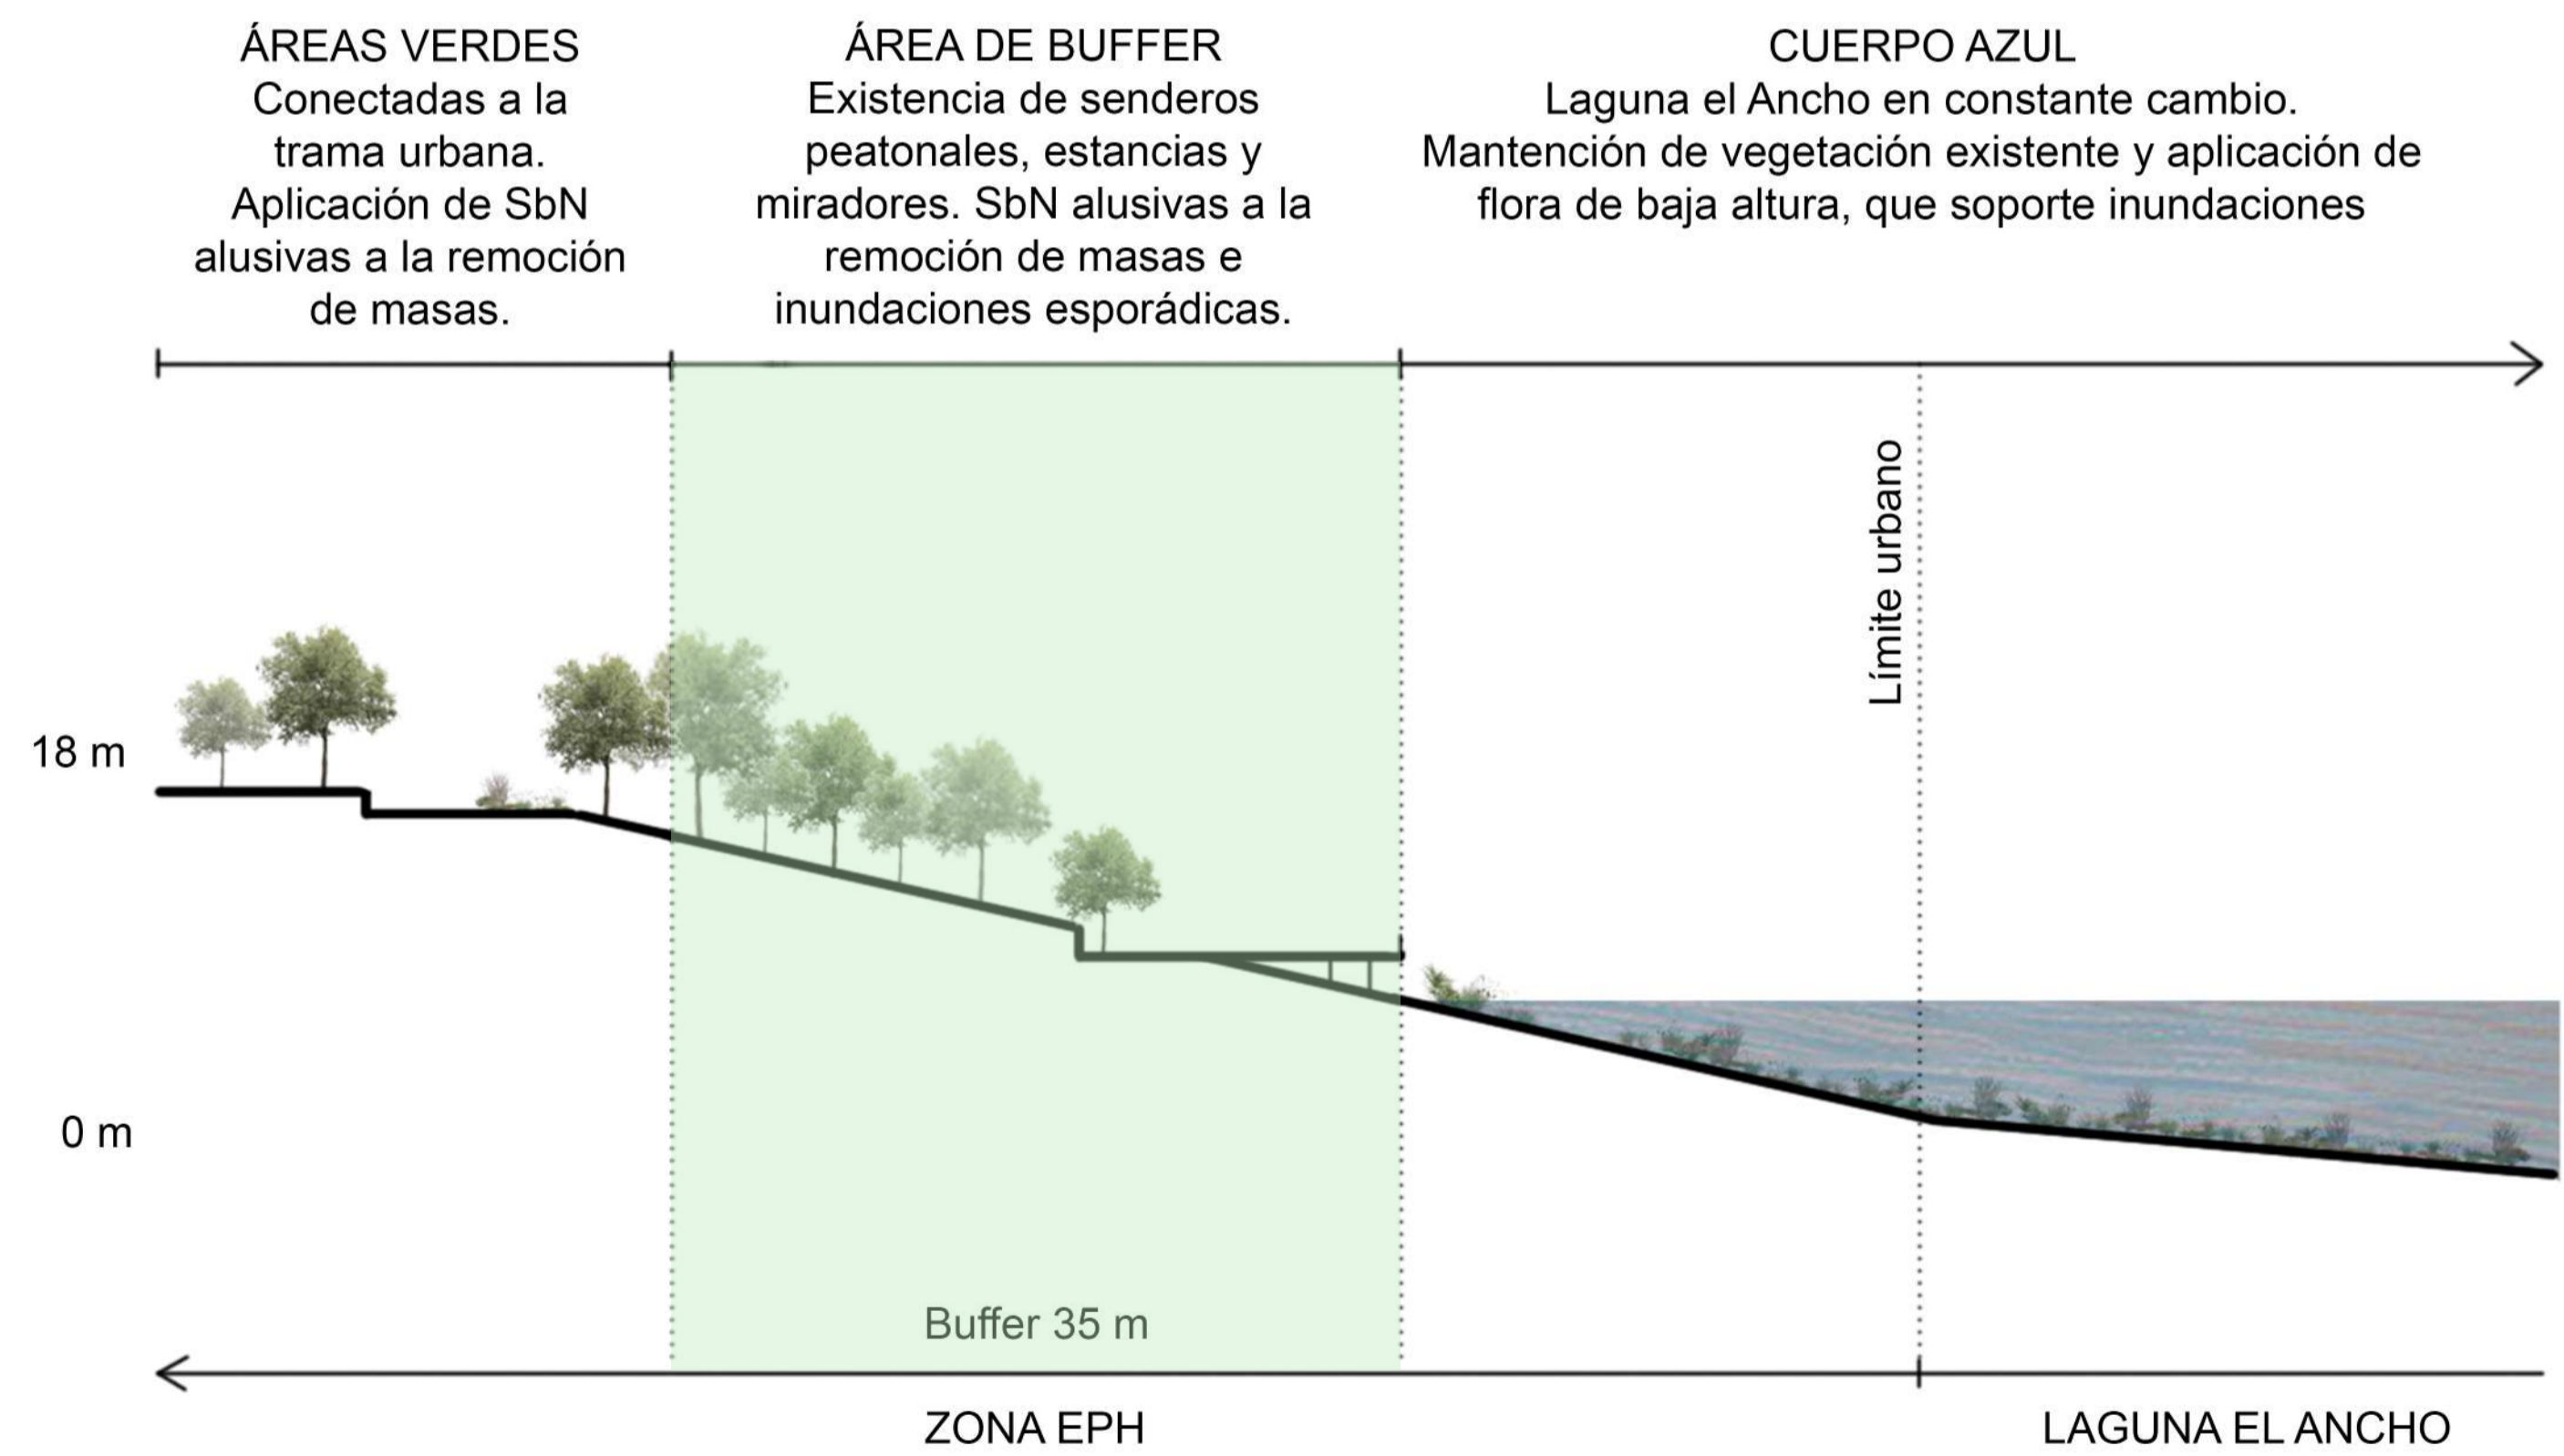 ÁREAS VERDES
Conectadas a la
trama urbana.
Aplicación de SbN
alusivas a la remoción
de masas.
ÁREA DE BUFFER
Existencia de senderos
peatonales, estancias y
miradores. SbN alusivas a la
remoción de masas e
inundaciones esporádicas.
CUERPO AZUL
Laguna el Ancho en constante cambio.
Mantención de vegetación existente y aplicación de
flora de baja altura, que soporte inundaciones
Límite urbano
18 m
0 m
Buffer 35 m
ZONA EPH
LAGUNA EL ANCHO